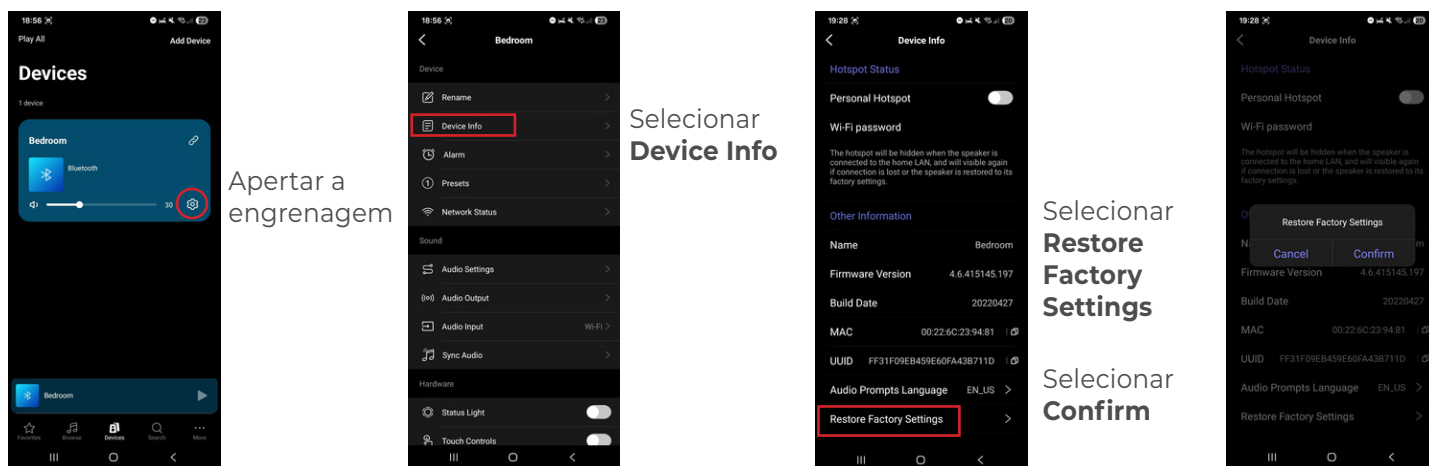 18:56
23
Play All
Add Device
Devices
1 device
Bedroom
Bluetooth
30
Bedroom
Favorites
Browse
Devices
Search
More
Apertar a
engrenagem
18:56
23
Bedroom
Device
Rename
Device Info
Alarm
Presets
Network Status
Sound
Audio Settings
Audio Output
Audio Input Wi-Fi
Sync Audio
Hardware
Status Light
Touch Controls
Selecionar
Device Info
19:28
20
Device Info
Hotspot Status
Personal Hotspot
Wi-Fi password
The hotspot will be hidden when the speaker is
connected to the home LAN, and will visible again
if connection is lost or the speaker is restored to its
factory settings.
Other Information
Name Bedroom
Firmware Version 4.6.415145.197
Build Date 20220427
MAC 00:22:6C:23:94:81
UUID FF31F09EB459E60FA43B711D
Audio Prompts Language EN_US
Restore Factory Settings
Selecionar
Restore
Factory
Settings
Selecionar
Confirm
19:28
20
Device Info
Hotspot Status
Personal Hotspot
Wi-Fi password
The hotspot will be hidden when the speaker is
connected to the home LAN, and will visible again
if connection is lost or the speaker is restored to its
factory settings.
Restore Factory Settings
Cancel Confirm
Firmware Version 4.6.415145.197
Build Date 20220427
MAC 00:22:6C:23:94:81
UUID FF31F09EB459E60FA43B711D
Audio Prompts Language EN_US
Restore Factory Settings